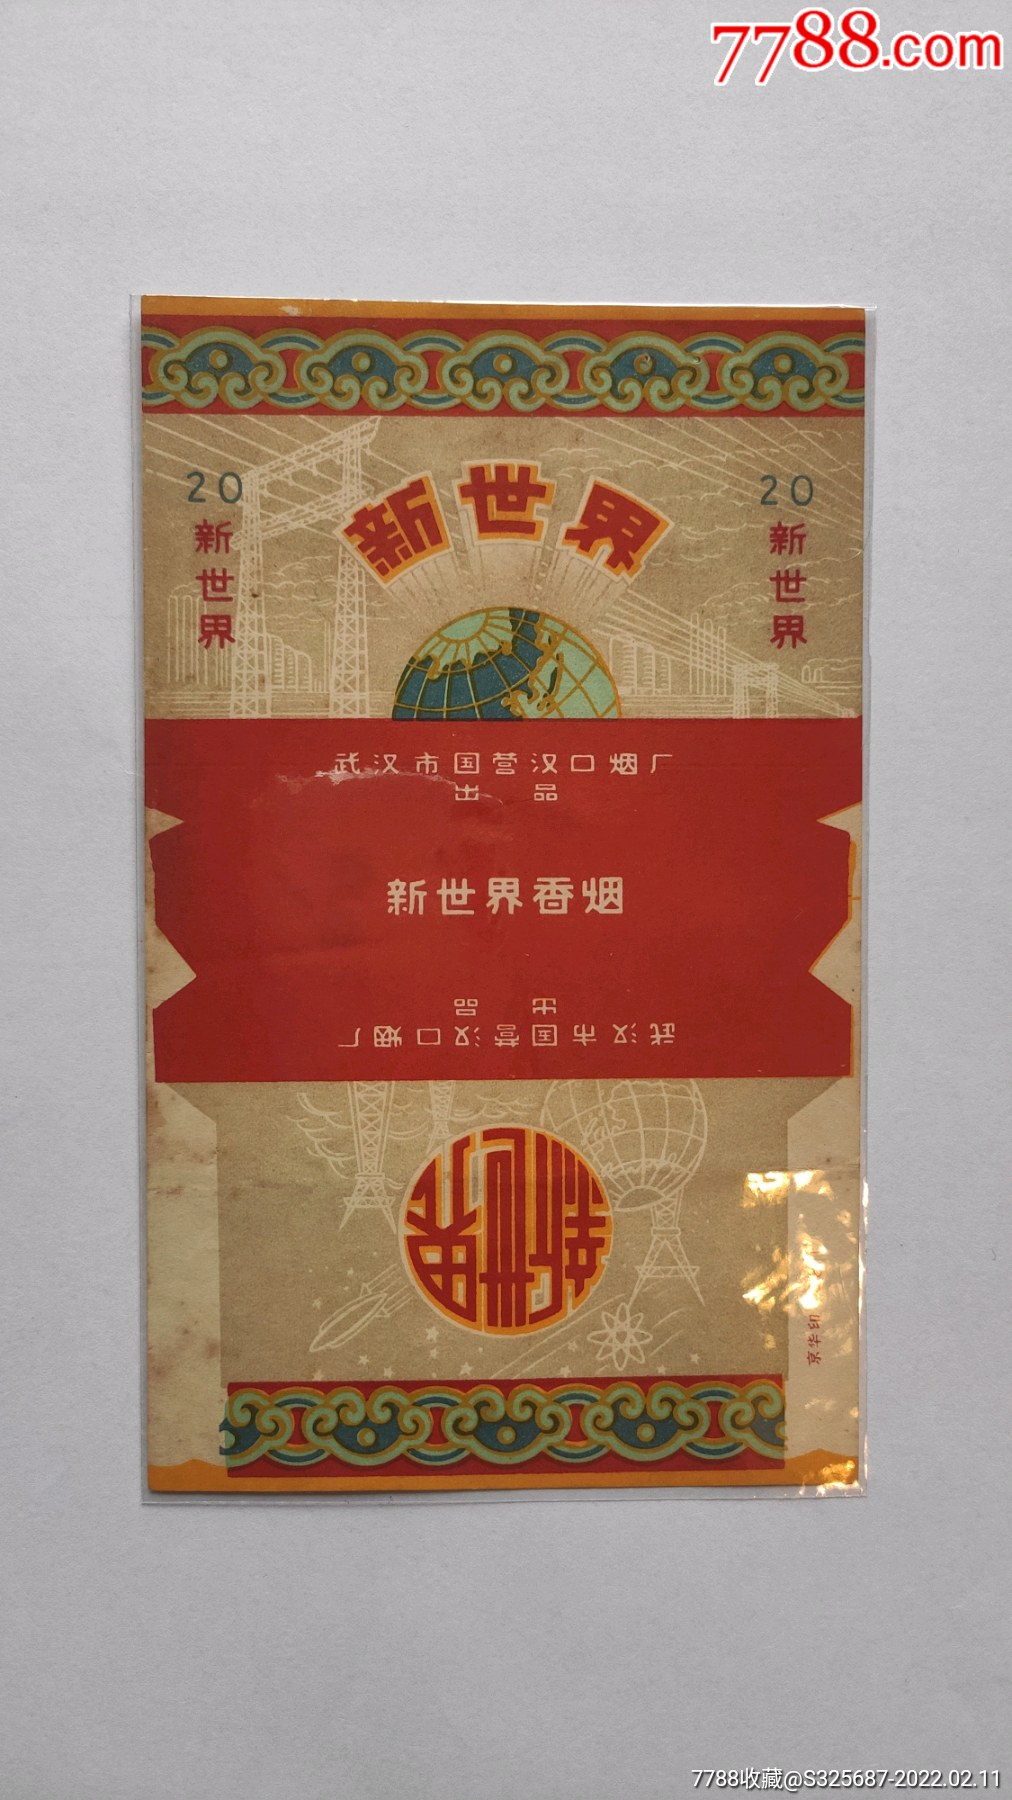 7788.com
20
新世界
新世界
20
新世界
武汉市国营汉口烟厂
出品
新世界香烟
武汉市国营汉口烟厂
出品
新世界
京华印
7788收藏@S325687-2022.02.11